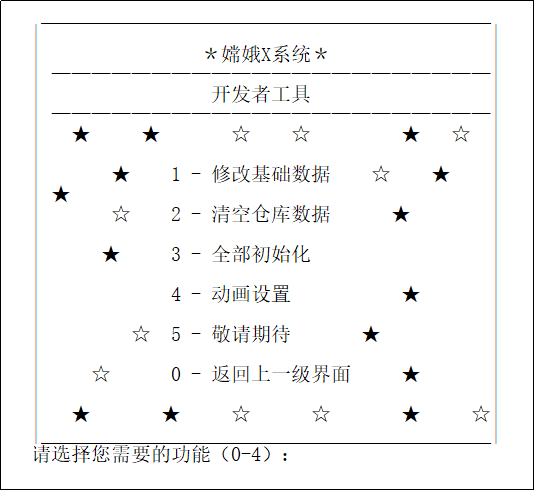 ＊嫦娥X系统＊
开发者工具
★ ★ ☆ ☆ ★ ☆
★ 1 - 修改基础数据 ☆ ★
★
☆ 2 - 清空仓库数据 ★
★ 3 - 全部初始化
4 - 动画设置 ★
☆ 5 - 敬请期待 ★
☆ 0 - 返回上一级界面 ★
★ ★ ☆ ☆ ★ ☆
请选择您需要的功能（0-4）：